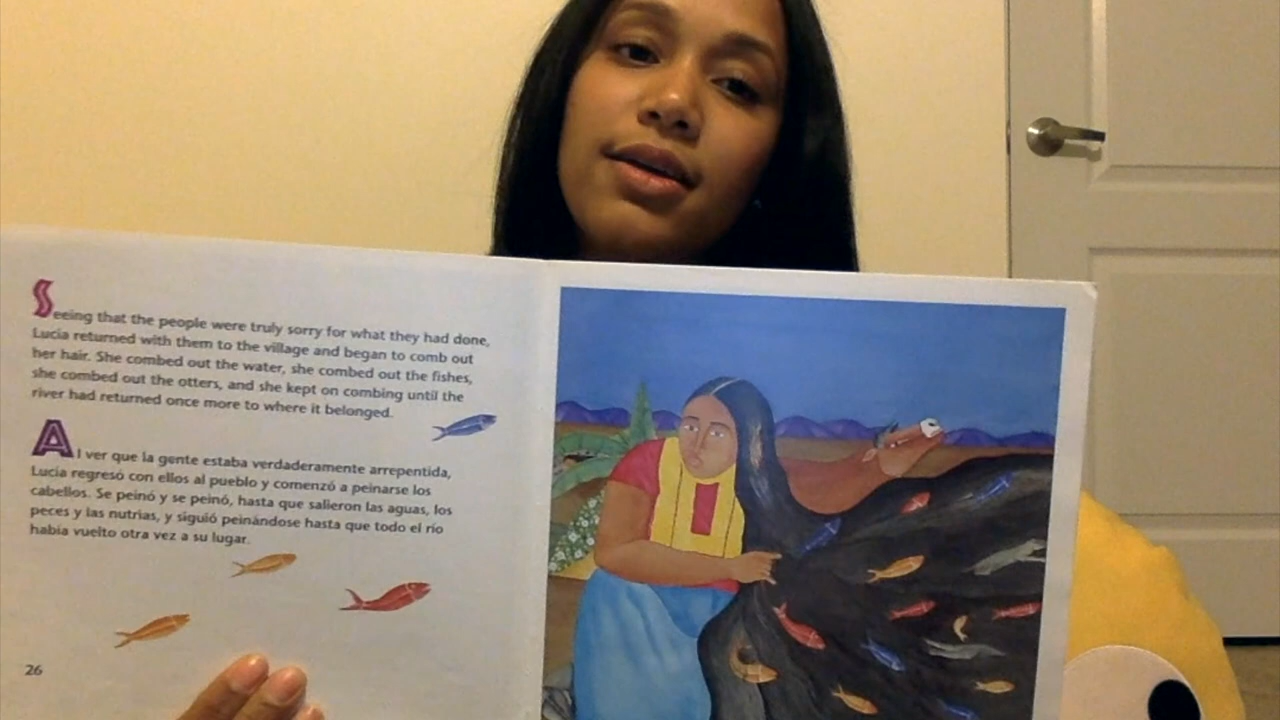 Seeing that the people were truly sorry for what they had done,
Lucía returned with them to the village and began to comb out
her hair. She combed out the water, she combed out the fishes,
she combed out the otters, and she kept on combing until the
river had returned once more to where it belonged.
Al ver que la gente estaba verdaderamente arrepentida,
Lucía regresó con ellos al pueblo y comenzó a peinarse los
cabellos. Se peinó y se peinó, hasta que salieron las aguas, los
peces y las nutrias, y siguió peinándose hasta que todo el río
había vuelto otra vez a su lugar.
26